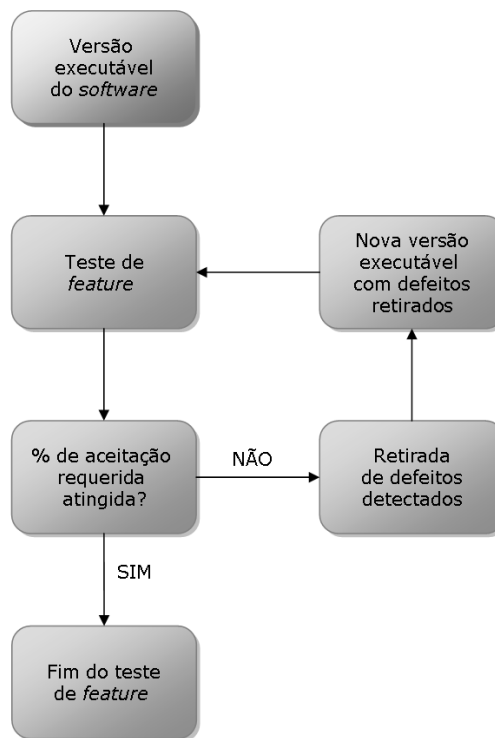 Versão
executável
do software
Teste de
feature
Nova versão
executável
com defeitos
retirados
% de aceitação
requerida
atingida?
NÃO
Retirada
de defeitos
detectados
SIM
Fim do teste
de feature